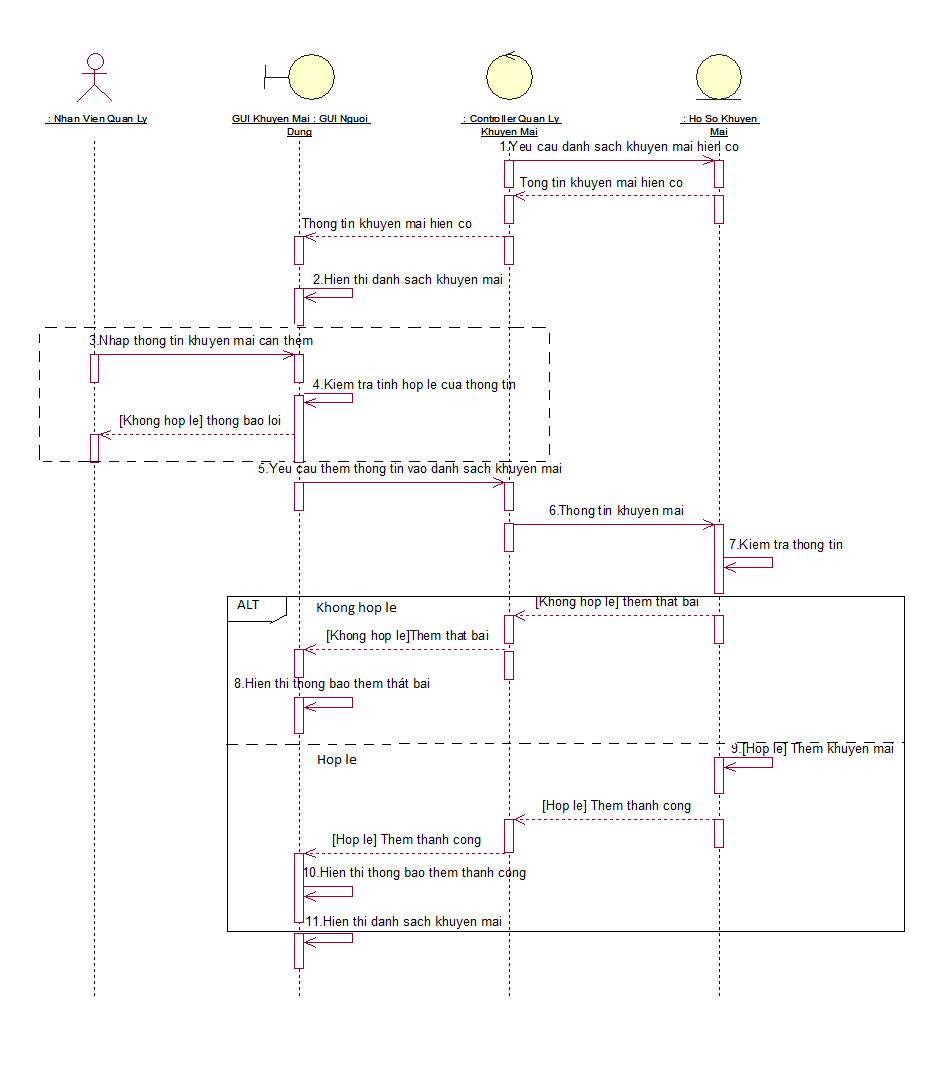 : Nhan Vien Quan Ly
GUI Khuyen Mai : GUI Nguoi
Dung
: Controller Quan Ly
Khuyen Mai
: Ho So Khuyen
Mai
1.Yeu cau danh sach khuyen mai hien co
Tong tin khuyen mai hien co
Thong tin khuyen mai hien co
2.Hien thi danh sach khuyen mai
3.Nhap thong tin khuyen mai can them
4.Kiem tra tinh hop le cua thong tin
[Khong hop le] thong bao loi
5.Yeu cau them thong tin vao danh sach khuyen mai
6.Thong tin khuyen mai
7.Kiem tra thong tin
ALT
Khong hop le
[Khong hop le] them that bai
[Khong hop le]Them that bai
8.Hien thi thong bao them thát bai
9.[Hop le] Them khuyen mai
Hop le
[Hop le] Them thanh cong
[Hop le] Them thanh cong
10.Hien thi thong bao them thanh cong
11.Hien thi danh sach khuyen mai